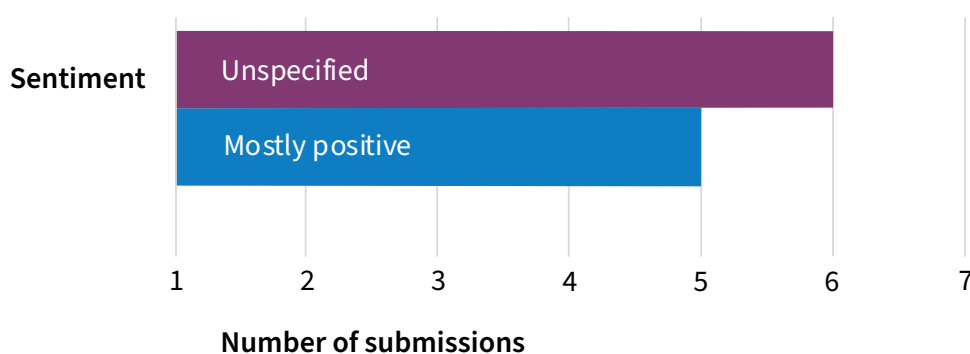 Unspecified
Sentiment
Mostly positive
1 2 3 4 5 6 7
Number of submissions